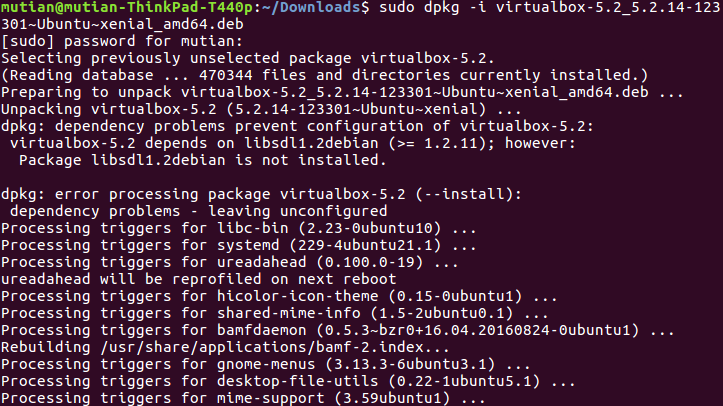 mutian@mutian-ThinkPad-T440p:~/Downloads$ sudo dpkg -i virtualbox-5.2_5.2.14-123
301~Ubuntu~xenial_amd64.deb
[sudo] password for mutian:
Selecting previously unselected package virtualbox-5.2.
(Reading database ... 470344 files and directories currently installed.)
Preparing to unpack virtualbox-5.2_5.2.14-123301~Ubuntu~xenial_amd64.deb ...
Unpacking virtualbox-5.2 (5.2.14-123301~Ubuntu~xenial) ...
dpkg: dependency problems prevent configuration of virtualbox-5.2:
 virtualbox-5.2 depends on libsdl1.2debian (>= 1.2.11); however:
  Package libsdl1.2debian is not installed.

dpkg: error processing package virtualbox-5.2 (--install):
 dependency problems - leaving unconfigured
Processing triggers for libc-bin (2.23-0ubuntu10) ...
Processing triggers for systemd (229-4ubuntu21.1) ...
Processing triggers for ureadahead (0.100.0-19) ...
ureadahead will be reprofiled on next reboot
Processing triggers for hicolor-icon-theme (0.15-0ubuntu1) ...
Processing triggers for shared-mime-info (1.5-2ubuntu0.1) ...
Processing triggers for bamfdaemon (0.5.3~bzr0+16.04.20160824-0ubuntu1) ...
Rebuilding /usr/share/applications/bamf-2.index...
Processing triggers for gnome-menus (3.13.3-6ubuntu3.1) ...
Processing triggers for desktop-file-utils (0.22-1ubuntu5.1) ...
Processing triggers for mime-support (3.59ubuntu1) ...